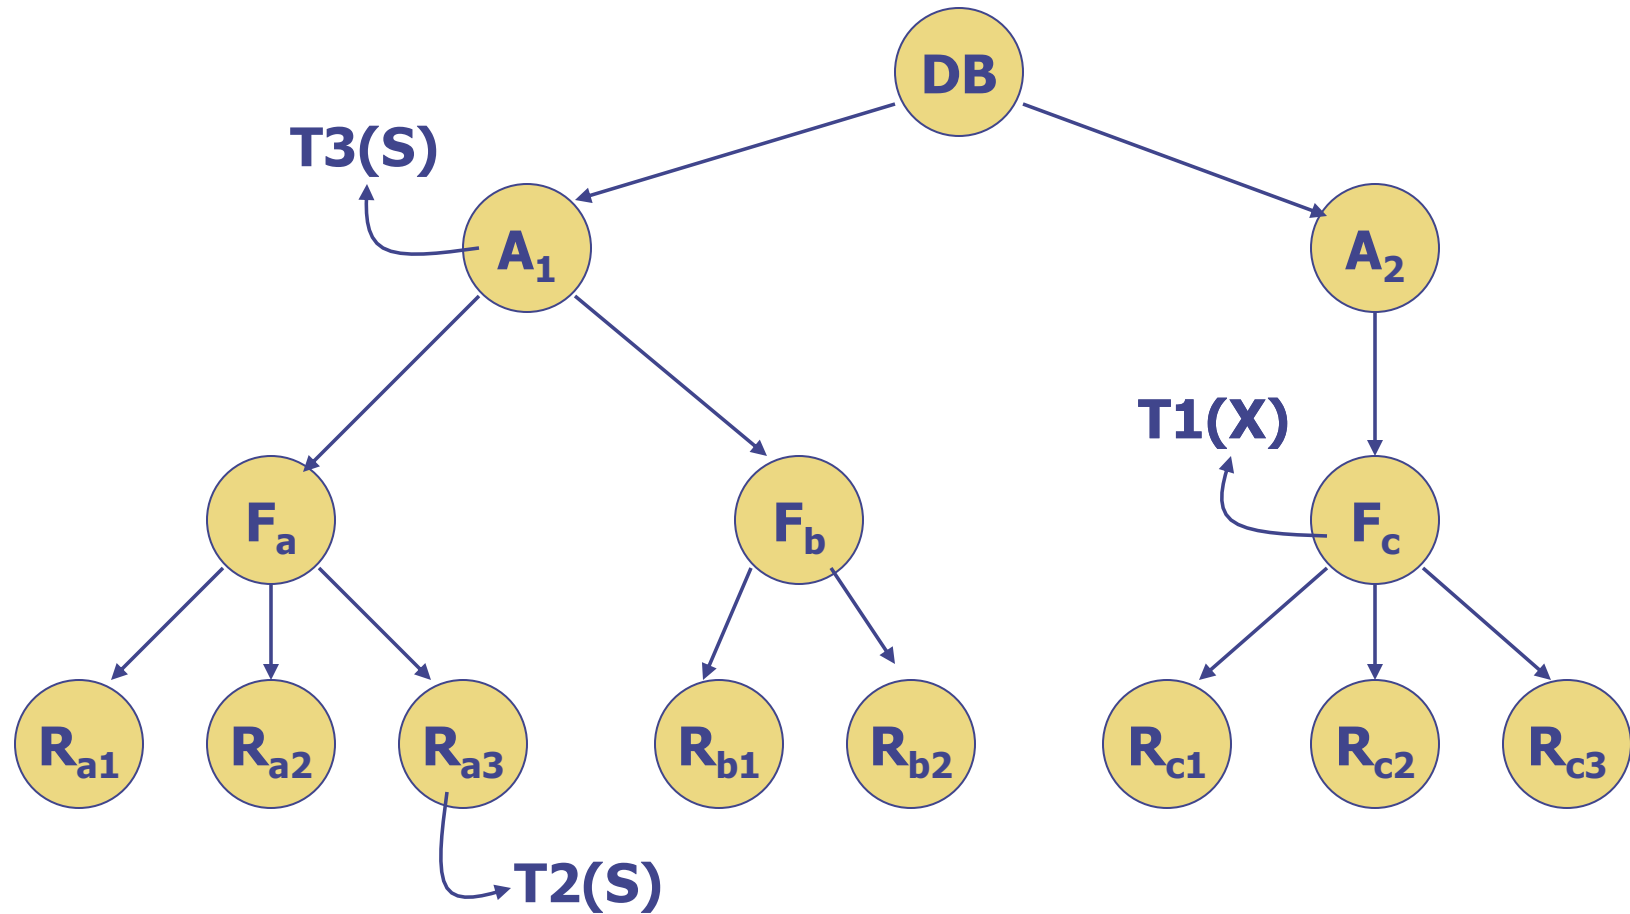 DB
T3(S)
A1
A2
T1(X)
Fa
Fb
Fc
Ra1
Ra2
Ra3
Rb1
Rb2
Rc1
Rc2
Rc3
T2(S)